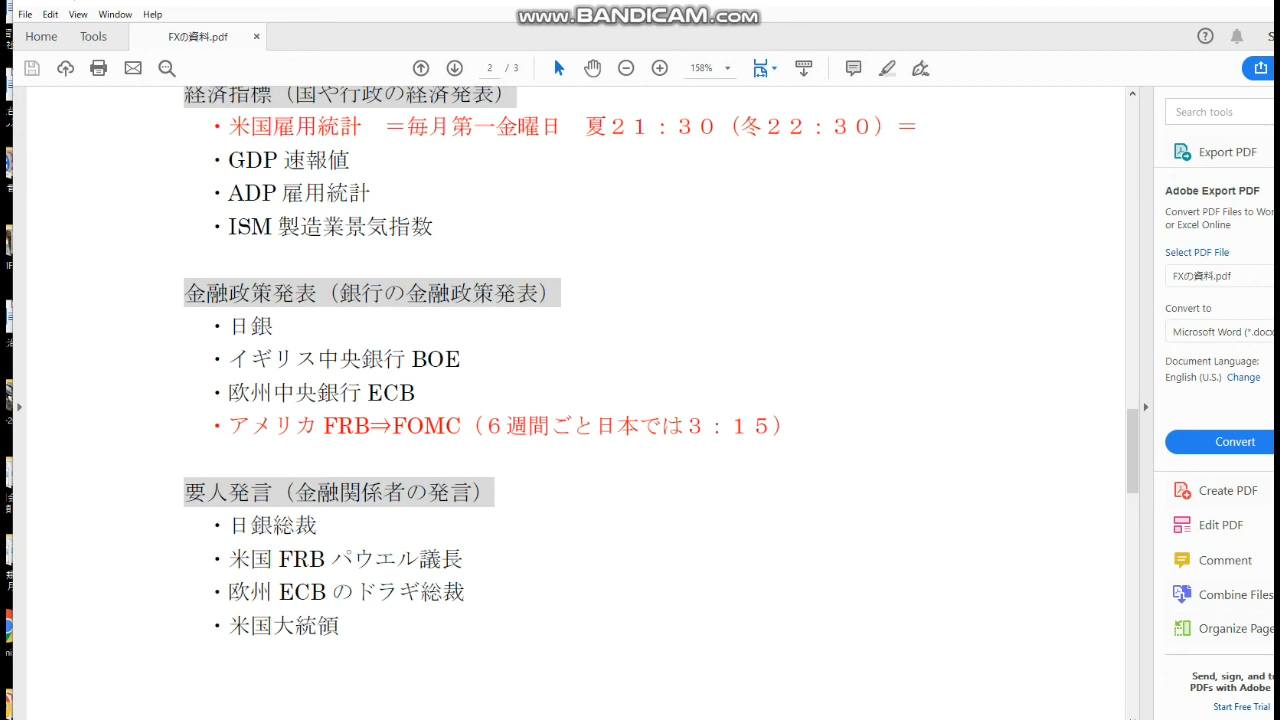 www.BANDICAM.com
File Edit View Window Help
Home Tools FXの資料.pdf ×
2 / 3 158%
経済指標（国や行政の経済発表）
・米国雇用統計　＝毎月第一金曜日　夏２１：３０（冬２２：３０）＝
・GDP 速報値
・ADP 雇用統計
・ISM 製造業景気指数
金融政策発表（銀行の金融政策発表）
・日銀
・イギリス中央銀行 BOE
・欧州中央銀行 ECB
・アメリカ FRB⇒FOMC（６週間ごと日本では３：１５）
要人発言（金融関係者の発言）
・日銀総裁
・米国 FRB パウエル議長
・欧州 ECB のドラギ総裁
・米国大統領
Search tools
Export PDF
Adobe Export PDF
Convert PDF Files to Wor
or Excel Online
Select PDF File
FXの資料.pdf
Convert to
Microsoft Word (*.docx
Document Language:
English (U.S.) Change
Convert
Create PDF
Edit PDF
Comment
Combine Files
Organize Page
Send, sign, and tr
PDFs with Adobe
Start Free Trial